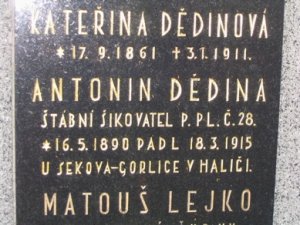 KATEŘINA DĚDINOVÁ
* 17. 9. 1861 + 3. 1. 1911.
ANTONIN DĚDINA
ŠTÁBNÍ ŠIKOVATEL P. PL. Č. 28.
* 16. 5. 1890 PADL 18. 3. 1915
U SEKOVÁ-GORLICE V HALIČI.
MATOUŠ LEJKO